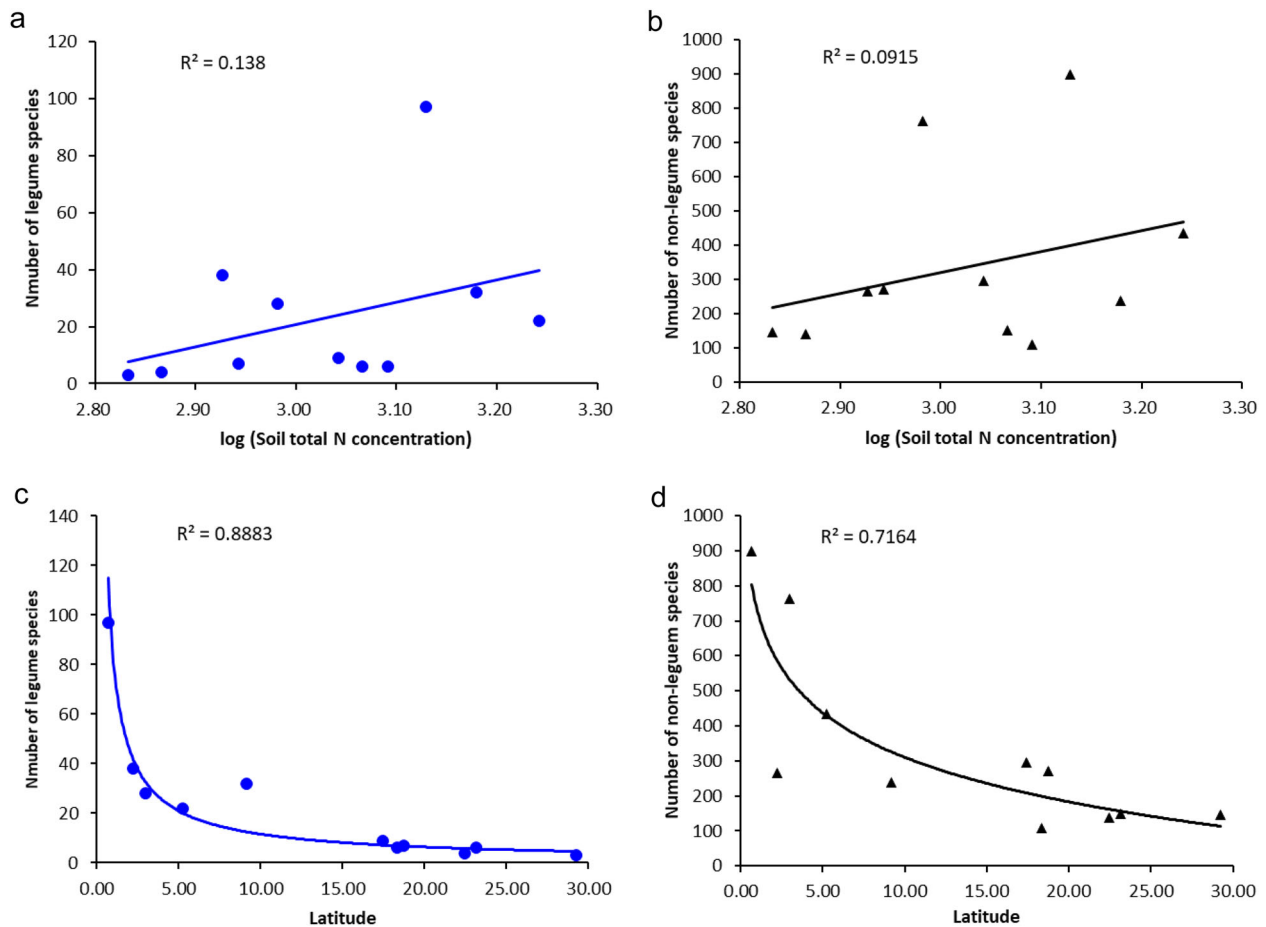 a
R² = 0.138
Nmuber of legume species
120
100
80
60
40
20
0
2.80 2.90 3.00 3.10 3.20 3.30
log (Soil total N concentration)
b
R² = 0.0915
Nmuber of non-legume species
1000
900
800
700
600
500
400
300
200
100
0
2.80 2.90 3.00 3.10 3.20 3.30
log (Soil total N concentration)
c
R² = 0.8883
Nmuber of legume species
140
120
100
80
60
40
20
0
0.00 5.00 10.00 15.00 20.00 25.00 30.00
Latitude
d
R² = 0.7164
Number of non-leguem species
1000
900
800
700
600
500
400
300
200
100
0
0.00 5.00 10.00 15.00 20.00 25.00 30.00
Latitude